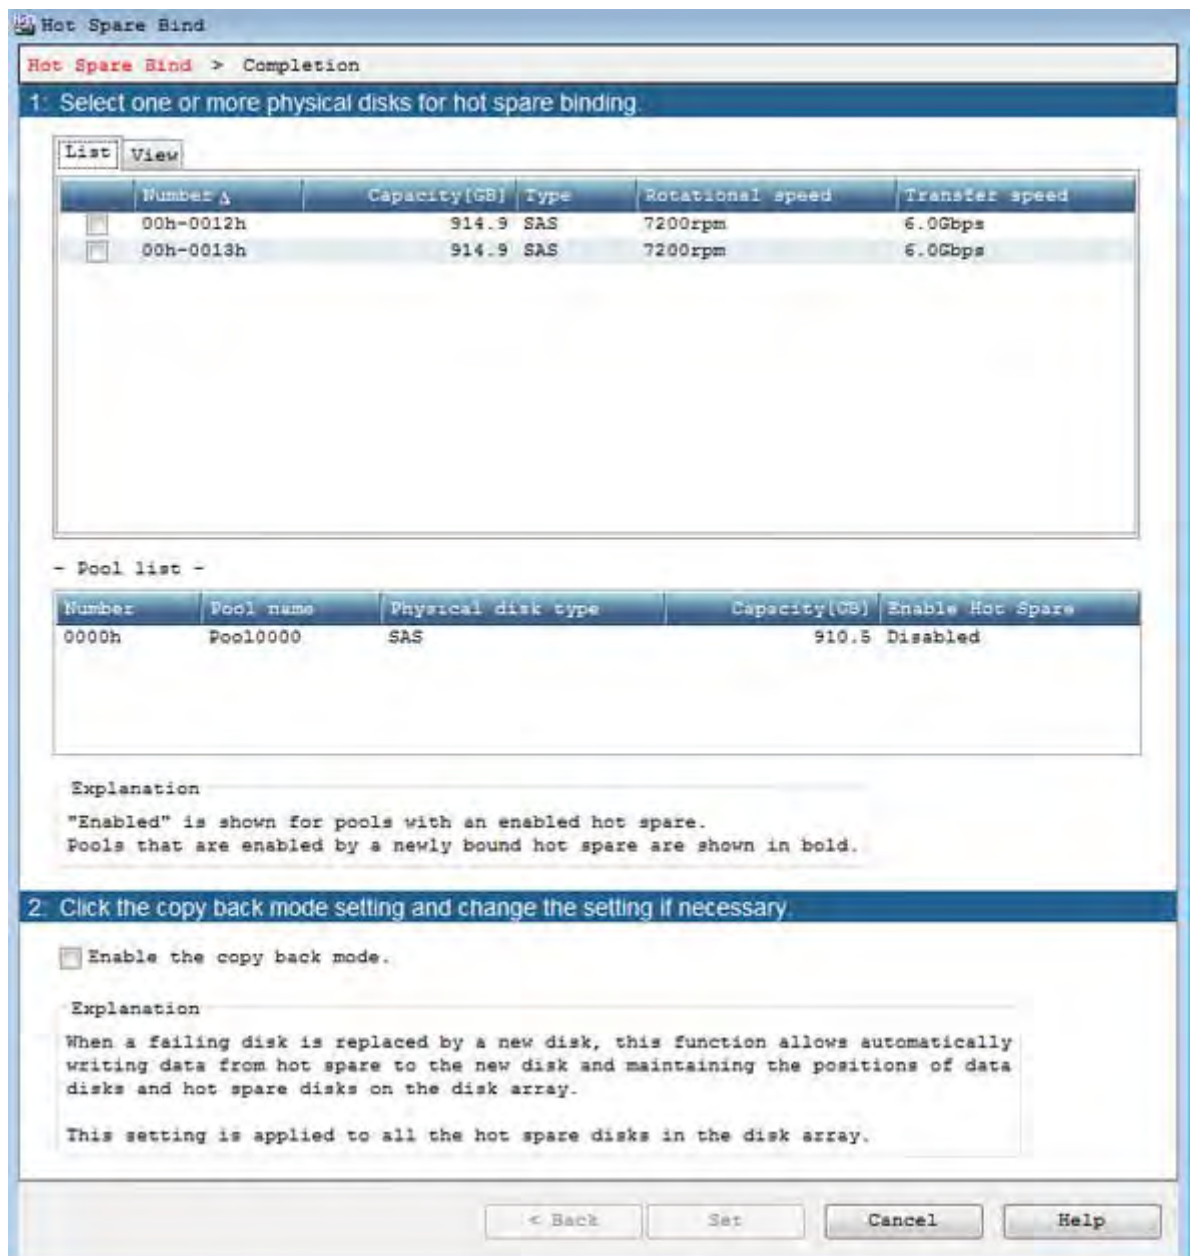 Hot Spare Bind
Hot Spare Bind > Completion
1: Select one or more physical disks for hot spare binding.
List View
Number △ Capacity[GB] Type Rotational speed Transfer speed
00h-0012h 914.9 SAS 7200rpm 6.0Gbps
00h-0013h 914.9 SAS 7200rpm 6.0Gbps
- Pool list -
Number Pool name Physical disk type Capacity[GB] Enable Hot Spare
0000h Pool0000 SAS 910.5 Disabled
Explanation
"Enabled" is shown for pools with an enabled hot spare.
Pools that are enabled by a newly bound hot spare are shown in bold.
2: Click the copy back mode setting and change the setting if necessary.
Enable the copy back mode.
Explanation
When a failing disk is replaced by a new disk, this function allows automatically
writing data from hot spare to the new disk and maintaining the positions of data
disks and hot spare disks on the disk array.
This setting is applied to all the hot spare disks in the disk array.
< Back Set Cancel Help